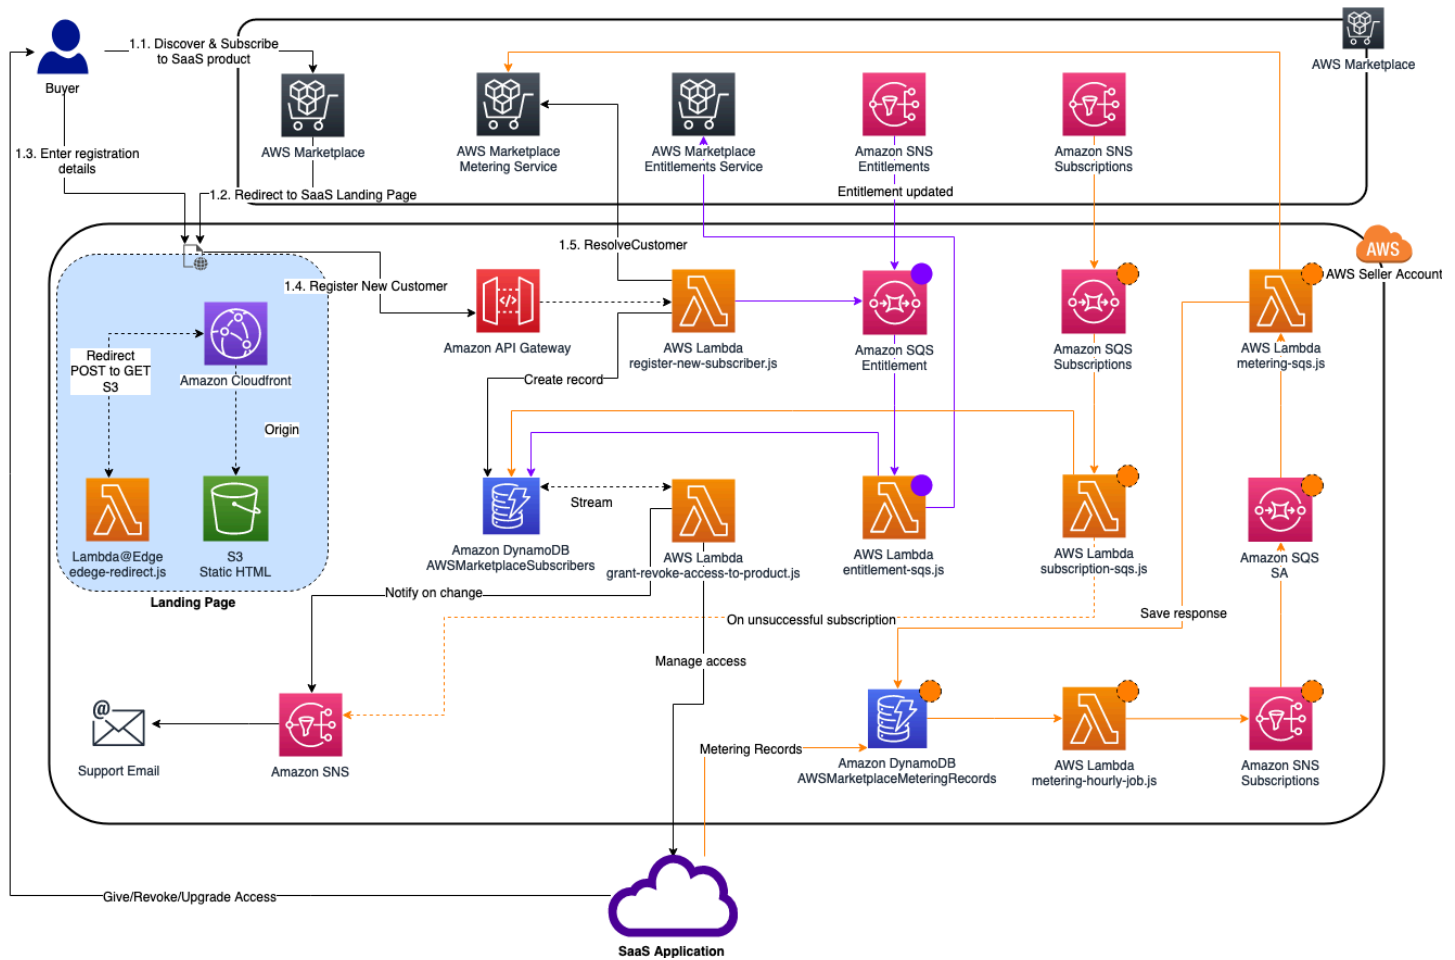 1.1. Discover & Subscribe
to SaaS product
Buyer
AWS Marketplace
AWS Marketplace
AWS Marketplace
Metering Service
AWS Marketplace
Entitlements Service
Amazon SNS
Entitlements
Amazon SNS
Subscriptions
1.3. Enter registration
details
1.2. Redirect to SaaS Landing Page
Entitlement updated
1.5. ResolveCustomer
AWS
AWS Seller Account
1.4. Register New Customer
Amazon API Gateway
AWS Lambda
register-new-subscriber.js
Amazon SQS
Entitlement
Amazon SQS
Subscriptions
AWS Lambda
metering-sqs.js
Redirect
POST to GET
S3
Amazon Cloudfront
Create record
Origin
Stream
Lambda@Edge
edege-redirect.js
S3
Static HTML
Landing Page
Amazon DynamoDB
AWSMarketplaceSubscribers
AWS Lambda
grant-revoke-access-to-product.js
AWS Lambda
entitlement-sqs.js
AWS Lambda
subscription-sqs.js
Amazon SQS
SA
Notify on change
On unsuccessful subscription
Save response
Manage access
@
Support Email
Amazon SNS
Metering Records
Amazon DynamoDB
AWSMarketplaceMeteringRecords
AWS Lambda
metering-hourly-job.js
Amazon SNS
Subscriptions
Give/Revoke/Upgrade Access
SaaS Application